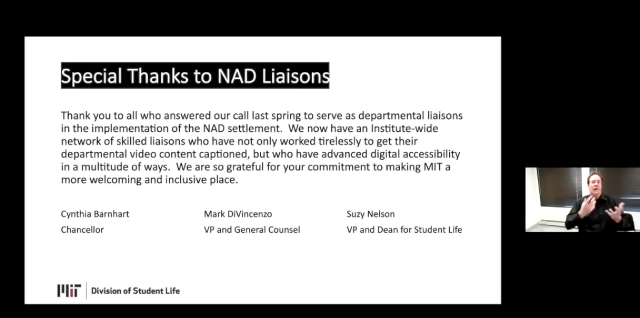 Special Thanks to NAD Liaisons
Thank you to all who answered our call last spring to serve as departmental liaisons
in the implementation of the NAD settlement.  We now have an Institute-wide
network of skilled liaisons who have not only worked tirelessly to get their
departmental video content captioned, but who have advanced digital accessibility
in a multitude of ways.  We are so grateful for your commitment to making MIT a
more welcoming and inclusive place.
Cynthia Barnhart
Chancellor
Mark DiVincenzo
VP and General Counsel
Suzy Nelson
VP and Dean for Student Life
MIT Division of Student Life